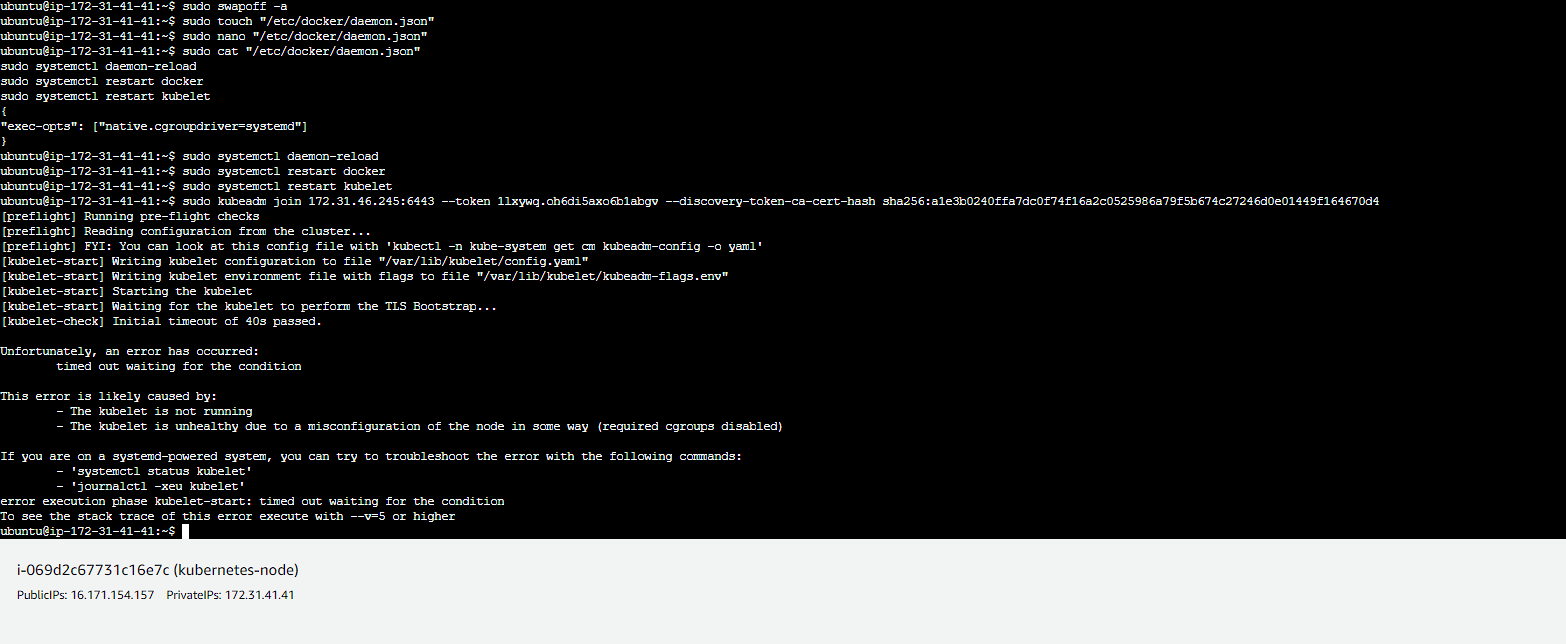 ubuntu@ip-172-31-41-41:~$ sudo swapoff -a
ubuntu@ip-172-31-41-41:~$ sudo touch "/etc/docker/daemon.json"
ubuntu@ip-172-31-41-41:~$ sudo nano "/etc/docker/daemon.json"
ubuntu@ip-172-31-41-41:~$ sudo cat "/etc/docker/daemon.json"
sudo systemctl daemon-reload
sudo systemctl restart docker
sudo systemctl restart kubelet
{
"exec-opts": ["native.cgroupdriver=systemd"]
}
ubuntu@ip-172-31-41-41:~$ sudo systemctl daemon-reload
ubuntu@ip-172-31-41-41:~$ sudo systemctl restart docker
ubuntu@ip-172-31-41-41:~$ sudo systemctl restart kubelet
ubuntu@ip-172-31-41-41:~$ sudo kubeadm join 172.31.46.245:6443 --token 1lxywq.oh6di5axo6b1abgv --discovery-token-ca-cert-hash sha256:a1e3b0240ffa7dc0f74f16a2c0525986a79f5b674c27246d0e01449f164670d4
[preflight] Running pre-flight checks
[preflight] Reading configuration from the cluster...
[preflight] FYI: You can look at this config file with 'kubectl -n kube-system get cm kubeadm-config -o yaml'
[kubelet-start] Writing kubelet configuration to file "/var/lib/kubelet/config.yaml"
[kubelet-start] Writing kubelet environment file with flags to file "/var/lib/kubelet/kubeadm-flags.env"
[kubelet-start] Starting the kubelet
[kubelet-start] Waiting for the kubelet to perform the TLS Bootstrap...
[kubelet-check] Initial timeout of 40s passed.
Unfortunately, an error has occurred:
timed out waiting for the condition
This error is likely caused by:
- The kubelet is not running
- The kubelet is unhealthy due to a misconfiguration of the node in some way (required cgroups disabled)
If you are on a systemd-powered system, you can try to troubleshoot the error with the following commands:
- 'systemctl status kubelet'
- 'journalctl -xeu kubelet'
error execution phase kubelet-start: timed out waiting for the condition
To see the stack trace of this error execute with --v=5 or higher
ubuntu@ip-172-31-41-41:~$
i-069d2c67731c16e7c (kubernetes-node)
PublicIPs: 16.171.154.157 PrivateIPs: 172.31.41.41